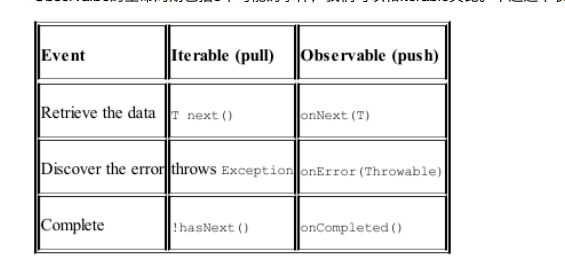 Event Iterable (pull) Observable (push)
Retrieve the data T next() onNext(T)
Discover the error throws Exception onError(Throwable)
Complete !hasNext() onCompleted()